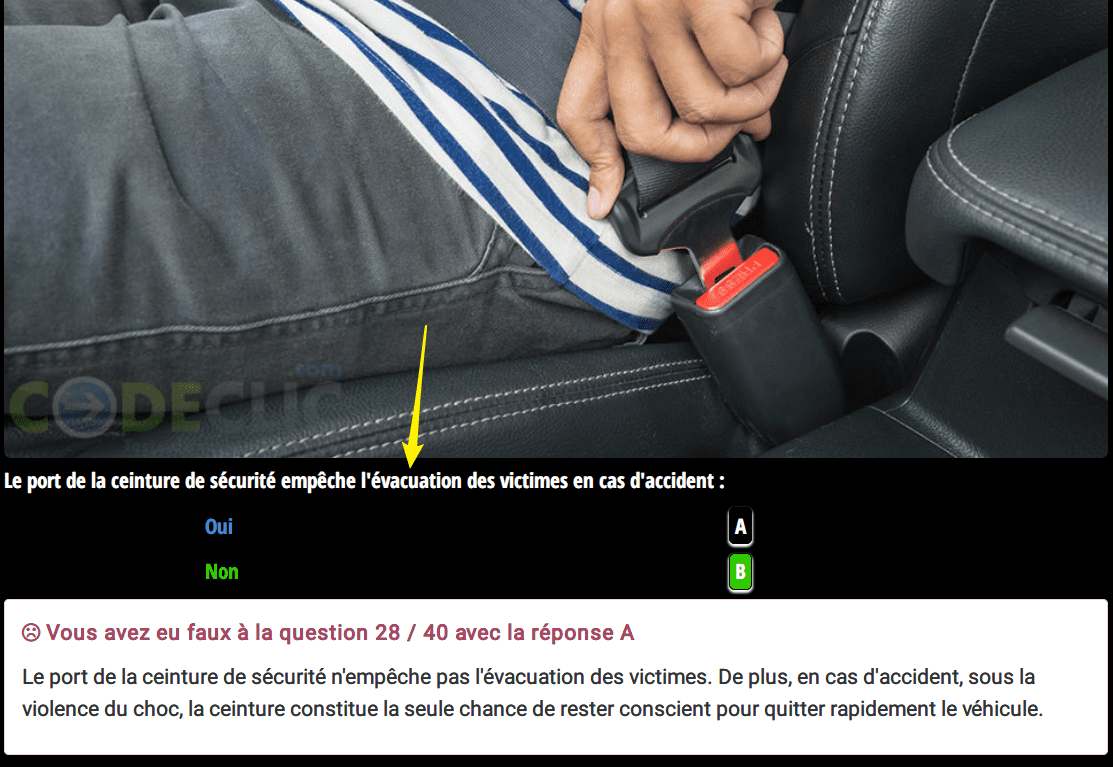 PRESS
CODECLIC.com
Le port de la ceinture de sécurité empêche l'évacuation des victimes en cas d'accident :
Oui A
Non B
Vous avez eu faux à la question 28 / 40 avec la réponse A
Le port de la ceinture de sécurité n'empêche pas l'évacuation des victimes. De plus, en cas d'accident, sous la
violence du choc, la ceinture constitue la seule chance de rester conscient pour quitter rapidement le véhicule.